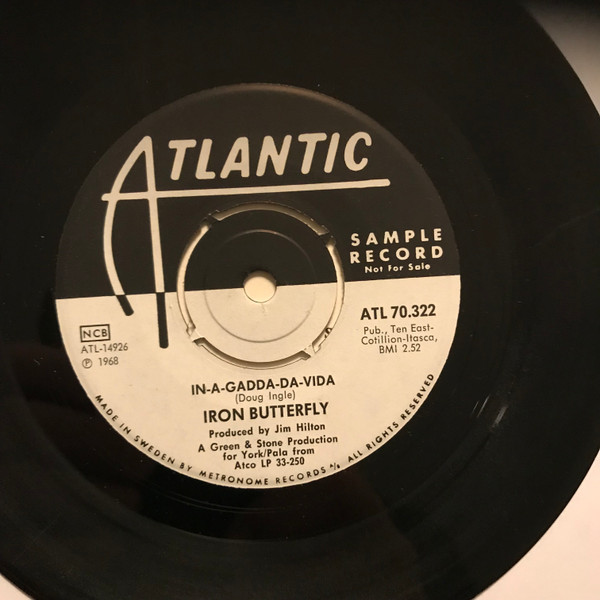 ATLANTIC
SAMPLE
RECORD
Not For Sale
NCB
ATL-14926
℗ 1968
ATL 70.322
Pub., Ten East-
Cotillion-Itasca,
BMI 2.52
IN-A-GADDA-DA-VIDA
(Doug Ingle)
IRON BUTTERFLY
Produced by Jim Hilton
A Green & Stone Production
for York/Pala from
Atco LP 33-250
MADE IN SWEDEN BY METRONOME RECORDS A/S ALL RIGHTS RESERVED